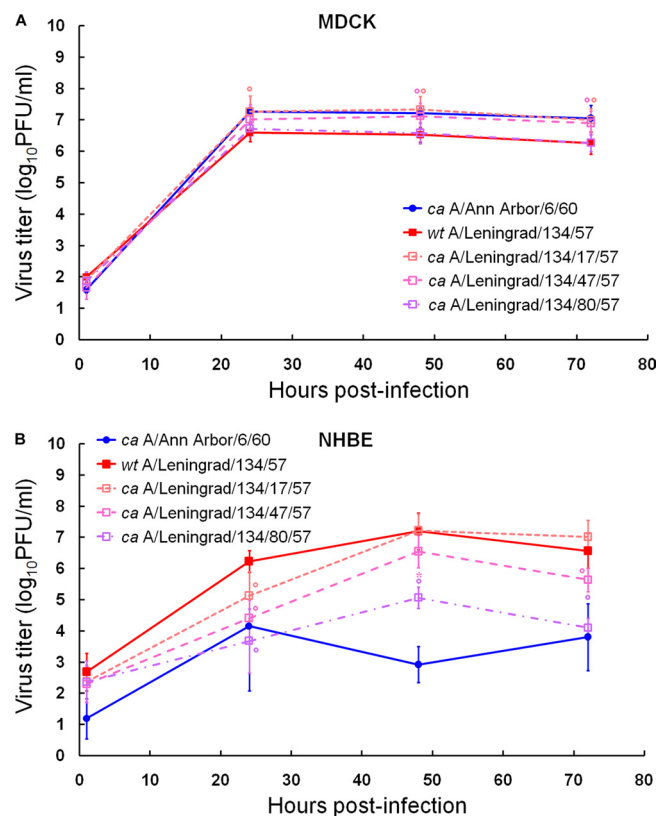 A
MDCK
10
9
8
7
6
5
4
3
2
1
0
Virus titer (log10PFU/ml)
ca A/Ann Arbor/6/60
wt A/Leningrad/134/57
ca A/Leningrad/134/17/57
ca A/Leningrad/134/47/57
ca A/Leningrad/134/80/57
0 10 20 30 40 50 60 70 80
Hours post-infection
B
NHBE
10
9
8
7
6
5
4
3
2
1
0
Virus titer (log10PFU/ml)
ca A/Ann Arbor/6/60
wt A/Leningrad/134/57
ca A/Leningrad/134/17/57
ca A/Leningrad/134/47/57
ca A/Leningrad/134/80/57
0 10 20 30 40 50 60 70 80
Hours post-infection